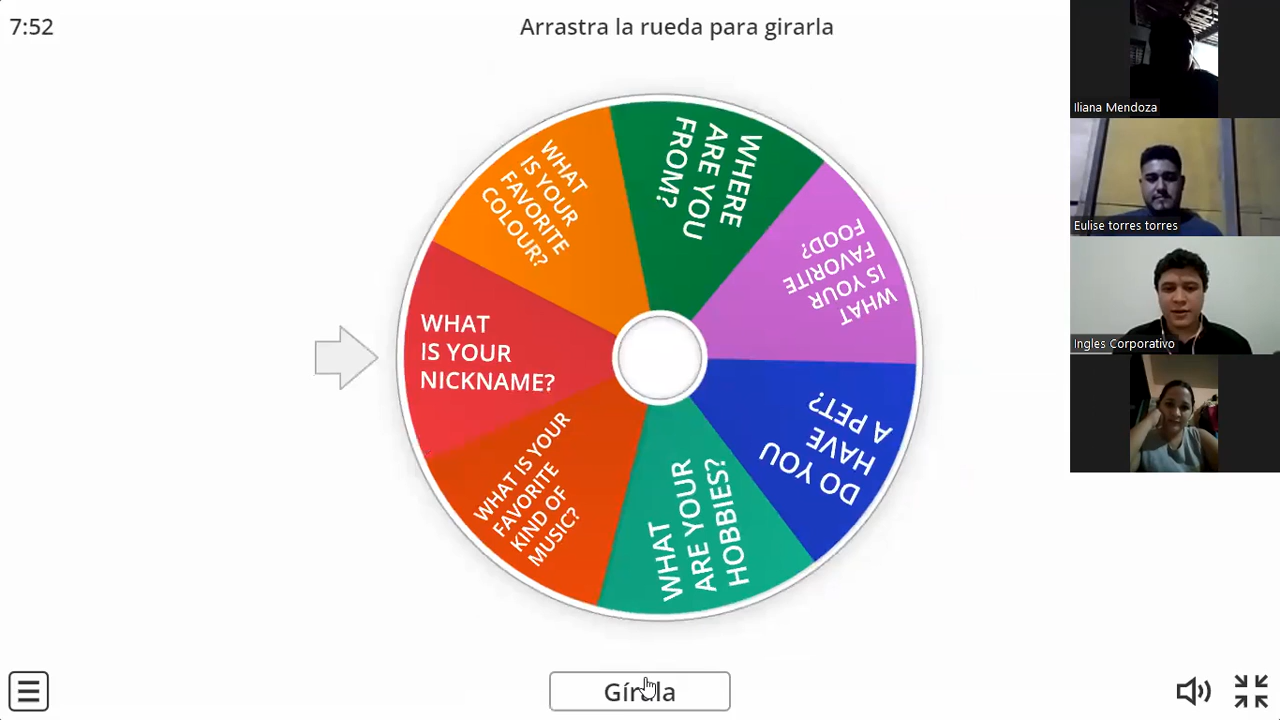 7:52
Arrastra la rueda para girarla
WHERE
ARE YOU
FROM?
WHAT
IS YOUR
FAVORITE
FOOD?
DO YOU
HAVE
A PET?
WHAT
ARE YOUR
HOBBIES?
WHAT IS YOUR
FAVORITE
KIND OF
MUSIC?
WHAT
IS YOUR
NICKNAME?
WHAT
IS YOUR
FAVORITE
COLOUR?
Gírala
Iliana Mendoza
Eulise torres torres
Ingles Corporativo